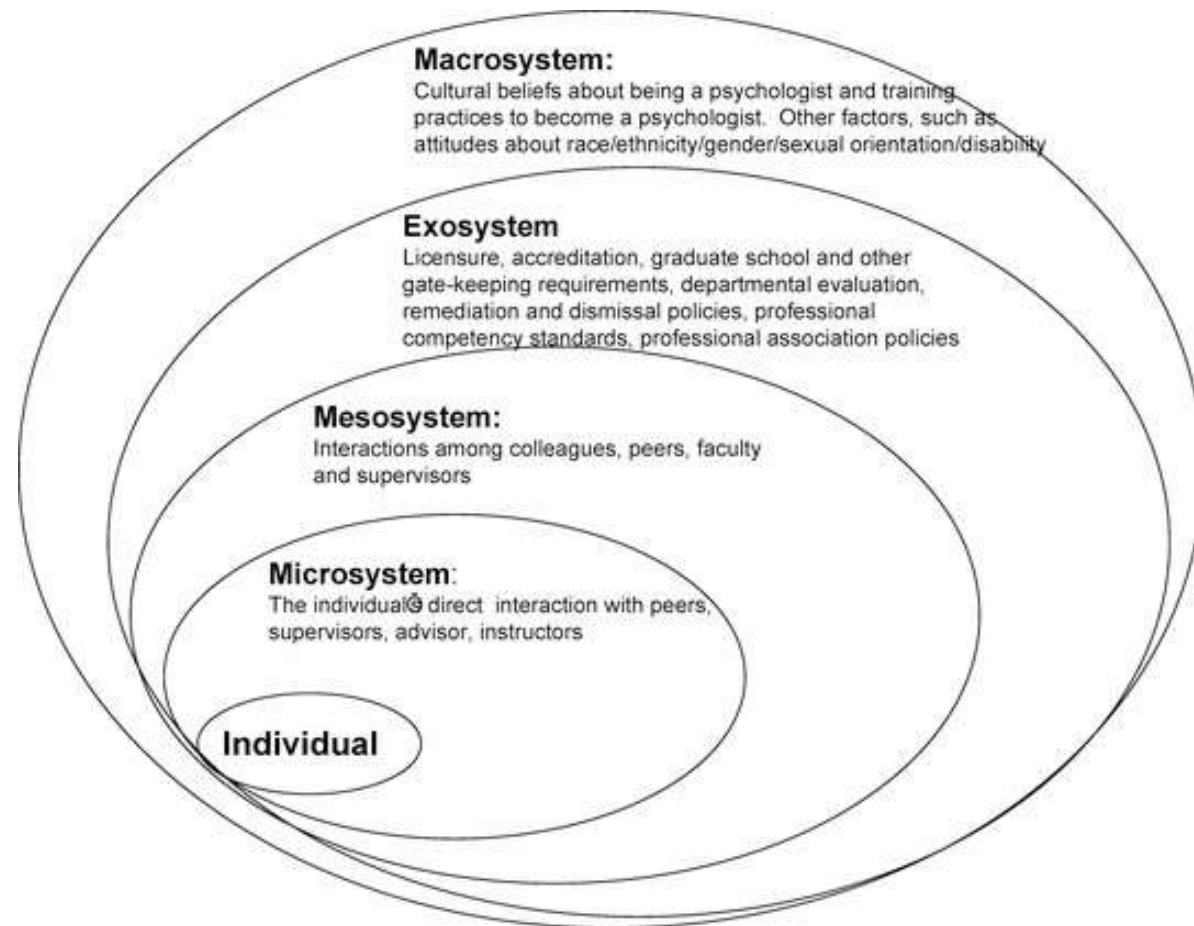 Macrosystem:
Cultural beliefs about being a psychologist and training
practices to become a psychologist. Other factors, such as
attitudes about race/ethnicity/gender/sexual orientation/disability
Exosystem
Licensure, accreditation, graduate school and other
gate-keeping requirements, departmental evaluation,
remediation and dismissal policies, professional
competency standards, professional association policies
Mesosystem:
Interactions among colleagues, peers, faculty
and supervisors
Microsystem:
The individual direct interaction with peers,
supervisors, advisor, instructors
Individual